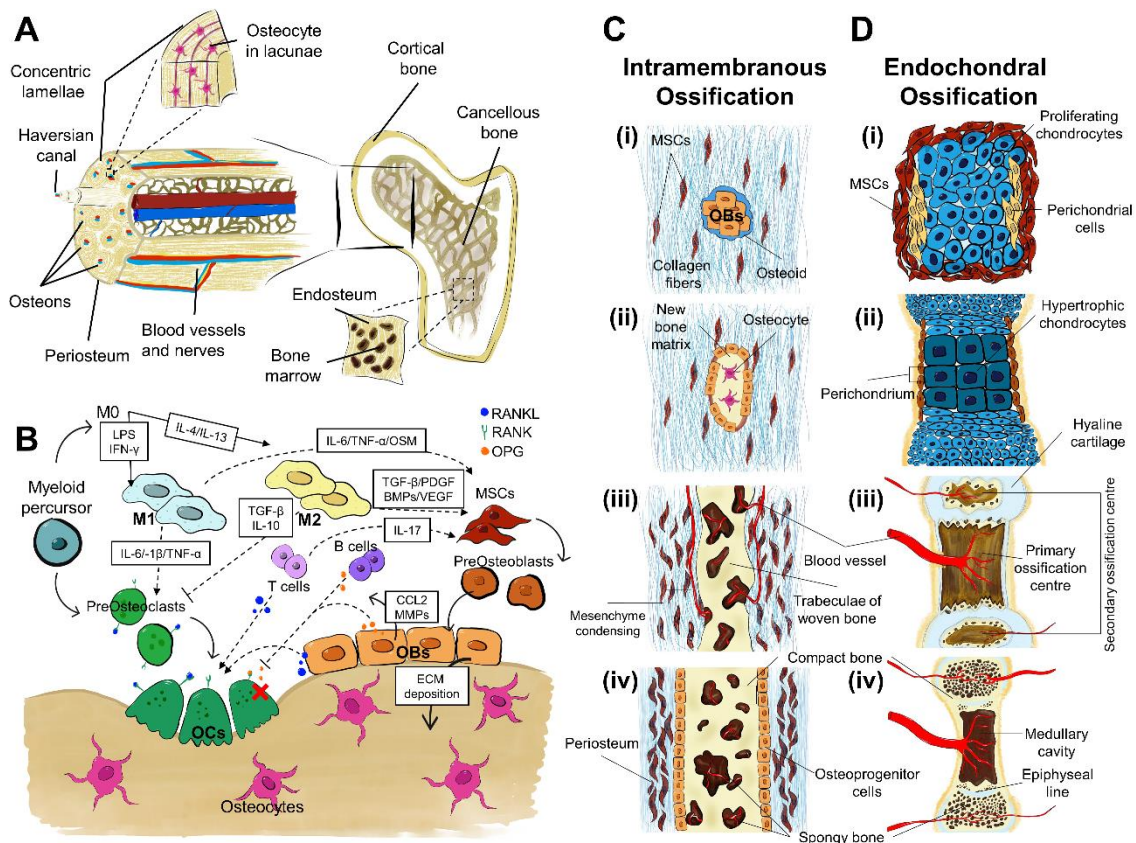 A
Osteocyte
in lacunae
Concentric
lamellae
Haversian
canal
Cortical
bone
Cancellous
bone
Osteons
Periosteum
Blood vessels
and nerves
Endosteum
Bone
marrow
B
M0
LPS
IFN-γ
IL-4/IL-13
IL-6/TNF-α/OSM
RANKL
RANK
OPG
Myeloid
percursor
M1
M2
TGF-β
IL-10
TGF-β/PDGF
BMPs/VEGF
MSCs
IL-17
IL-6/-1β/TNF-α
T cells
B cells
PreOsteoblasts
PreOsteoclasts
CCL2
MMPs
OBs
ECM
deposition
OCs
Osteocytes
C
Intramembranous
Ossification
(i)
MSCs
OBs
Collagen
fibers
Osteoid
(ii)
New
bone
matrix
Osteocyte
(iii)
Blood vessel
Mesenchyme
condensing
Trabeculae of
woven bone
(iv)
Compact bone
Periosteum
Osteoprogenitor
cells
Spongy bone
D
Endochondral
Ossification
(i)
Proliferating
chondrocytes
MSCs
Perichondrial
cells
(ii)
Hypertrophic
chondrocytes
Perichondrium
Hyaline
cartilage
(iii)
Primary
ossification
centre
Secondary ossification centre
(iv)
Medullary
cavity
Epiphyseal
line